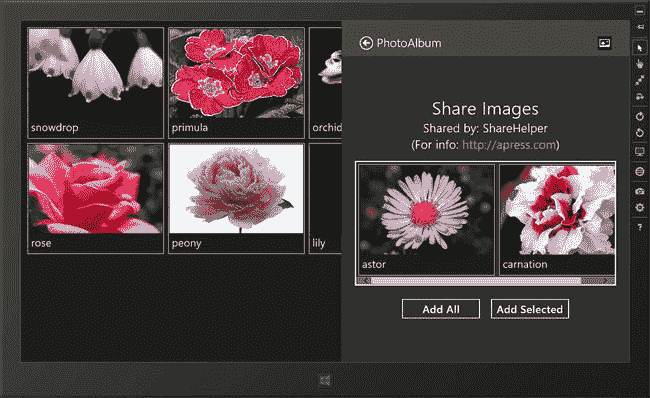 PhotoAlbum
snowdrop
primula
orchid
Share Images
Shared by: ShareHelper
(For info: http://apress.com)
rose
peony
lily
astor
carnation
Add All
Add Selected
?